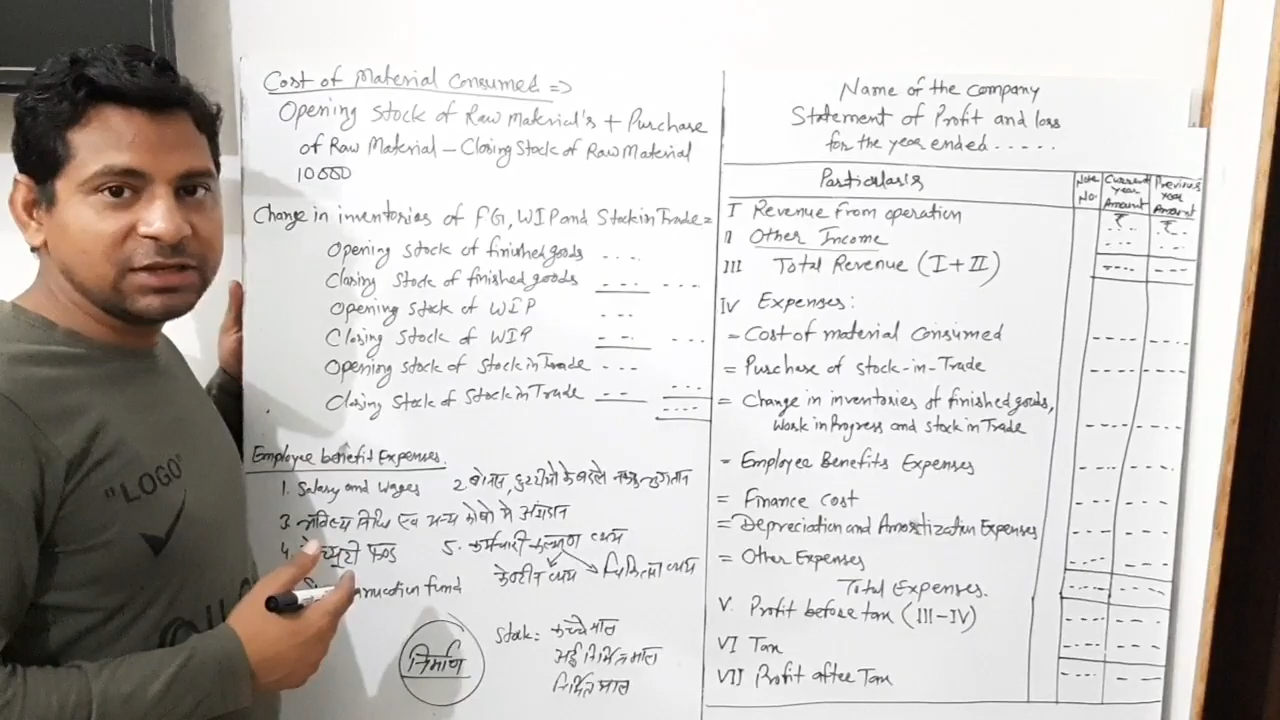 Cost of Material Consumed =>
Opening Stock of Raw Material's + Purchase
of Raw Material – Closing Stock of Raw Material
10000
Change in inventories of FG, WIP and Stock in Trade =
Opening stock of finished goods ----
Closing Stock of finished goods --- ----
Opening stock of WIP ---
Closing Stock of WIP --- ---
Opening stock of Stock in Trade ---
Closing Stock of Stock in Trade --- ----
----
Employee benefit Expenses.
1. Salary and Wages 2. बोनस, छुट्टीयो के बदले नकद भुगतान
3. भविष्य निधि एवं अन्य कोषो मे अंशदान
4. फण्ड 5. कर्मचारी कल्याण व्यय
केण्टीन व्यय चिकित्सा व्यय
fund
निर्माण
Stock = कच्चे माल
अर्द्ध निर्मित माल
निर्मित माल
"LOGO"
Name of the company
Statement of Profit and loss
for the year ended .....
Particulars Note No. Current year Amount Previous year Amount
I Revenue from operation ₹ ₹
II Other Income --- ---
III Total Revenue (I + II) ---- ---
IV Expenses:
= Cost of material Consumed ---- ----
= Purchase of stock-in-Trade ---- ----
= Change in inventories of finished goods,
Work in Progress and stock in Trade ---- ----
= Employee Benefits Expenses ---- ----
= Finance cost ---- ----
= Depreciation and Amortization Expenses ---- ----
= Other Expenses ---- ----
Total Expenses. ---- ----
V. Profit before tax (III-IV) ---- ----
VI Tax ---- ----
VII Profit after Tax ---- ----